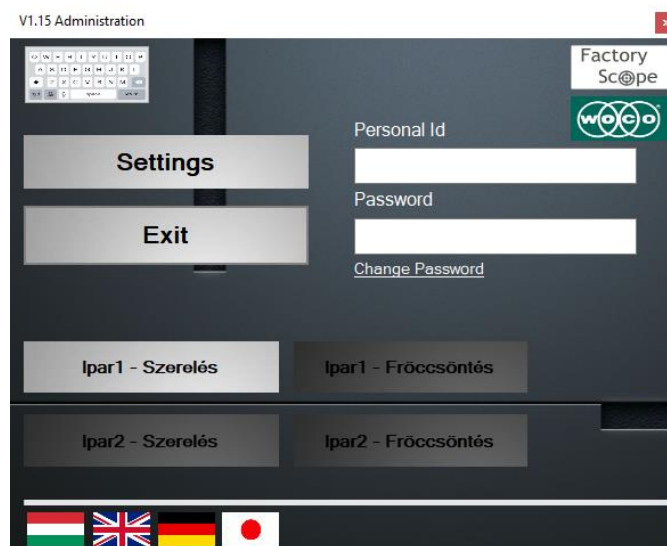 V1.15 Administration
Factory
Scope
woco
Personal Id
Settings
Password
Exit
Change Password
Ipar1 - Szerelés
Ipar1 - Fröccsöntés
Ipar2 - Szerelés
Ipar2 - Fröccsöntés